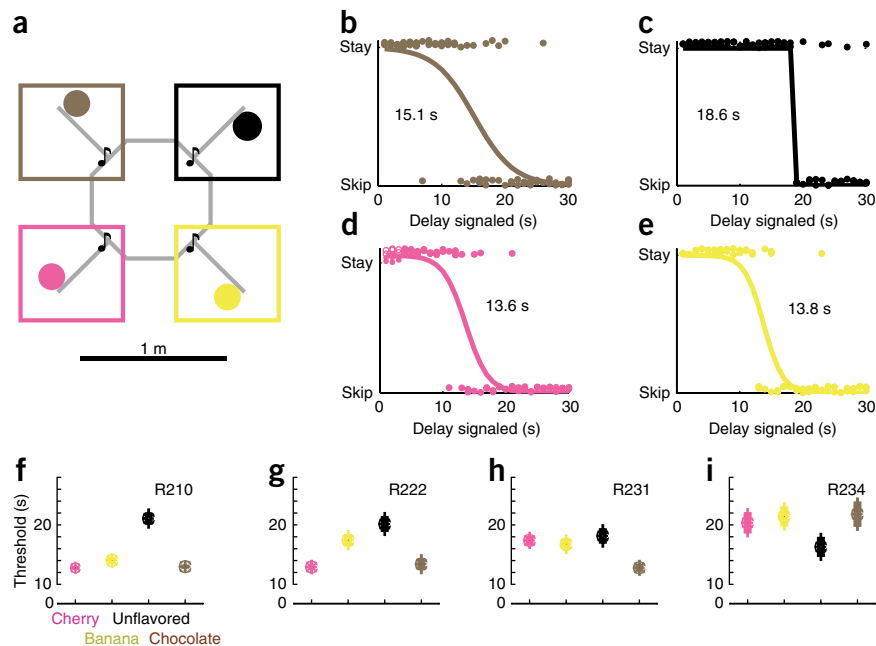 a
1 m
b
Stay
15.1 s
Skip
0 10 20 30
Delay signaled (s)
c
Stay
18.6 s
Skip
0 10 20 30
Delay signaled (s)
d
Stay
13.6 s
Skip
0 10 20 30
Delay signaled (s)
e
Stay
13.8 s
Skip
0 10 20 30
Delay signaled (s)
f
R210
Threshold (s)
20
10
0
Cherry Unflavored
Banana Chocolate
g
R222
20
10
0
h
R231
20
10
0
i
R234
20
10
0